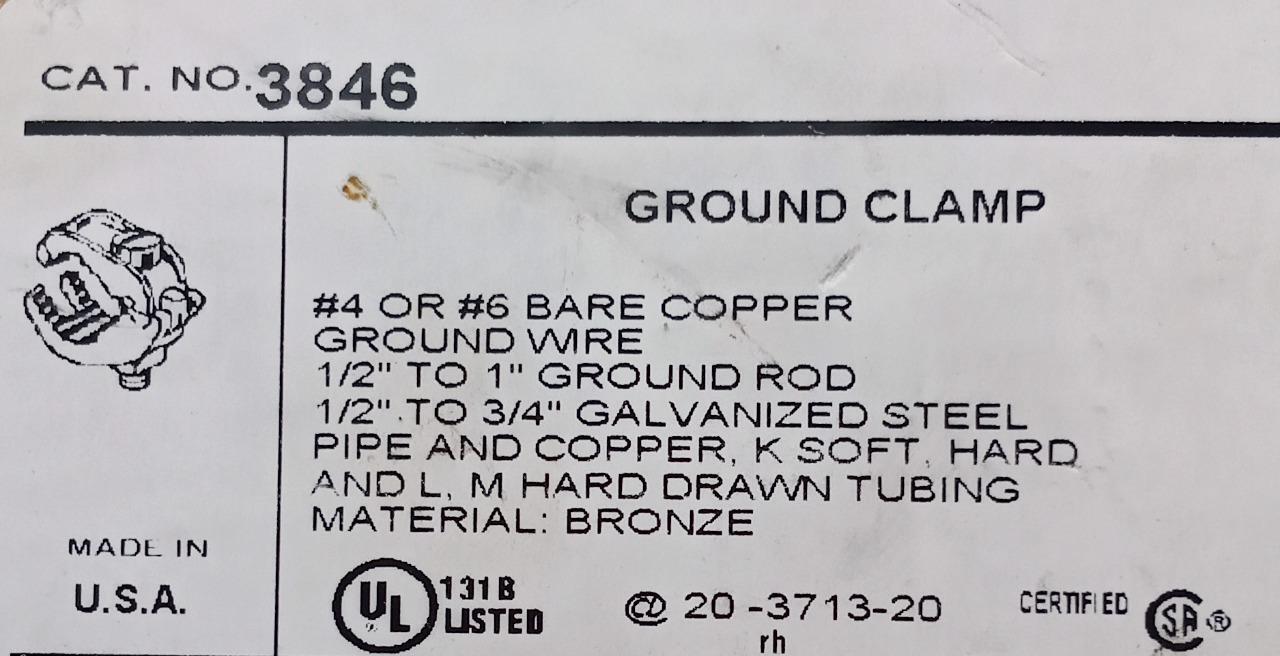 CAT. NO. 3846
GROUND CLAMP
#4 OR #6 BARE COPPER
GROUND WIRE
1/2" TO 1" GROUND ROD
1/2" TO 3/4" GALVANIZED STEEL
PIPE AND COPPER, K SOFT, HARD
AND L, M HARD DRAWN TUBING
MATERIAL: BRONZE
MADE IN
U.S.A.
UL 131B
LISTED
@ 20-3713-20
rh
CERTIFIED SA ®